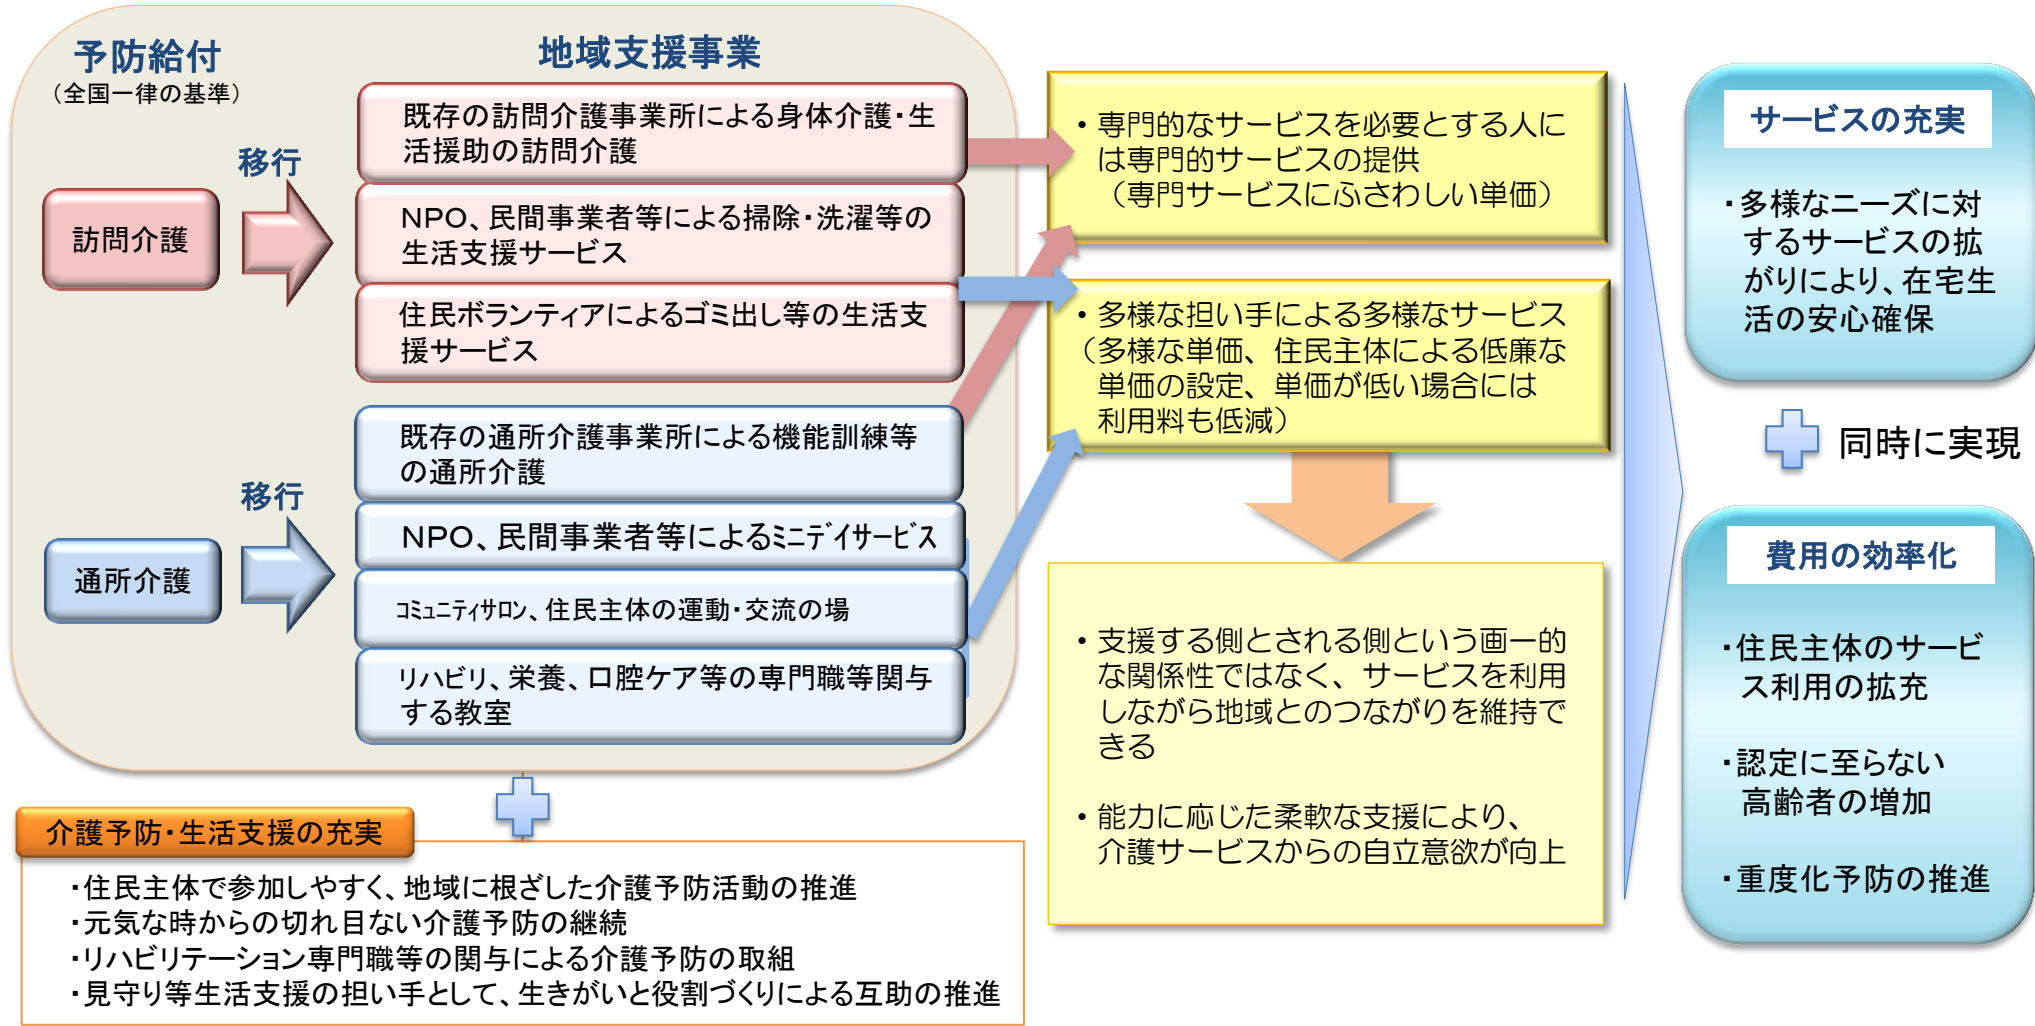 予防給付
（全国一律の基準）
地域支援事業
移行
訪問介護
既存の訪問介護事業所による身体介護・生
活援助の訪問介護
ＮＰＯ、民間事業者等による掃除・洗濯等の
生活支援サービス
住民ボランティアによるゴミ出し等の生活支
援サービス
移行
通所介護
既存の通所介護事業所による機能訓練等
の通所介護
ＮＰＯ、民間事業者等によるﾐﾆﾃﾞｲｻｰﾋﾞｽ
ｺﾐｭﾆﾃｨｻﾛﾝ、住民主体の運動・交流の場
リハビリ、栄養、口腔ケア等の専門職等関与
する教室
介護予防・生活支援の充実
・住民主体で参加しやすく、地域に根ざした介護予防活動の推進
・元気な時からの切れ目ない介護予防の継続
・リハビリテーション専門職等の関与による介護予防の取組
・見守り等生活支援の担い手として、生きがいと役割づくりによる互助の推進
・専門的なサービスを必要とする人に
は専門的サービスの提供
（専門サービスにふさわしい単価）
・多様な担い手による多様なサービス
（多様な単価、住民主体による低廉な
単価の設定、単価が低い場合には
利用料も低減）
・支援する側とされる側という画一的
な関係性ではなく、サービスを利用
しながら地域とのつながりを維持で
きる
・能力に応じた柔軟な支援により、
介護サービスからの自立意欲が向上
サービスの充実
・多様なニーズに対
するサービスの拡
がりにより、在宅生
活の安心確保
同時に実現
費用の効率化
・住民主体のサービ
ス利用の拡充
・認定に至らない
高齢者の増加
・重度化予防の推進